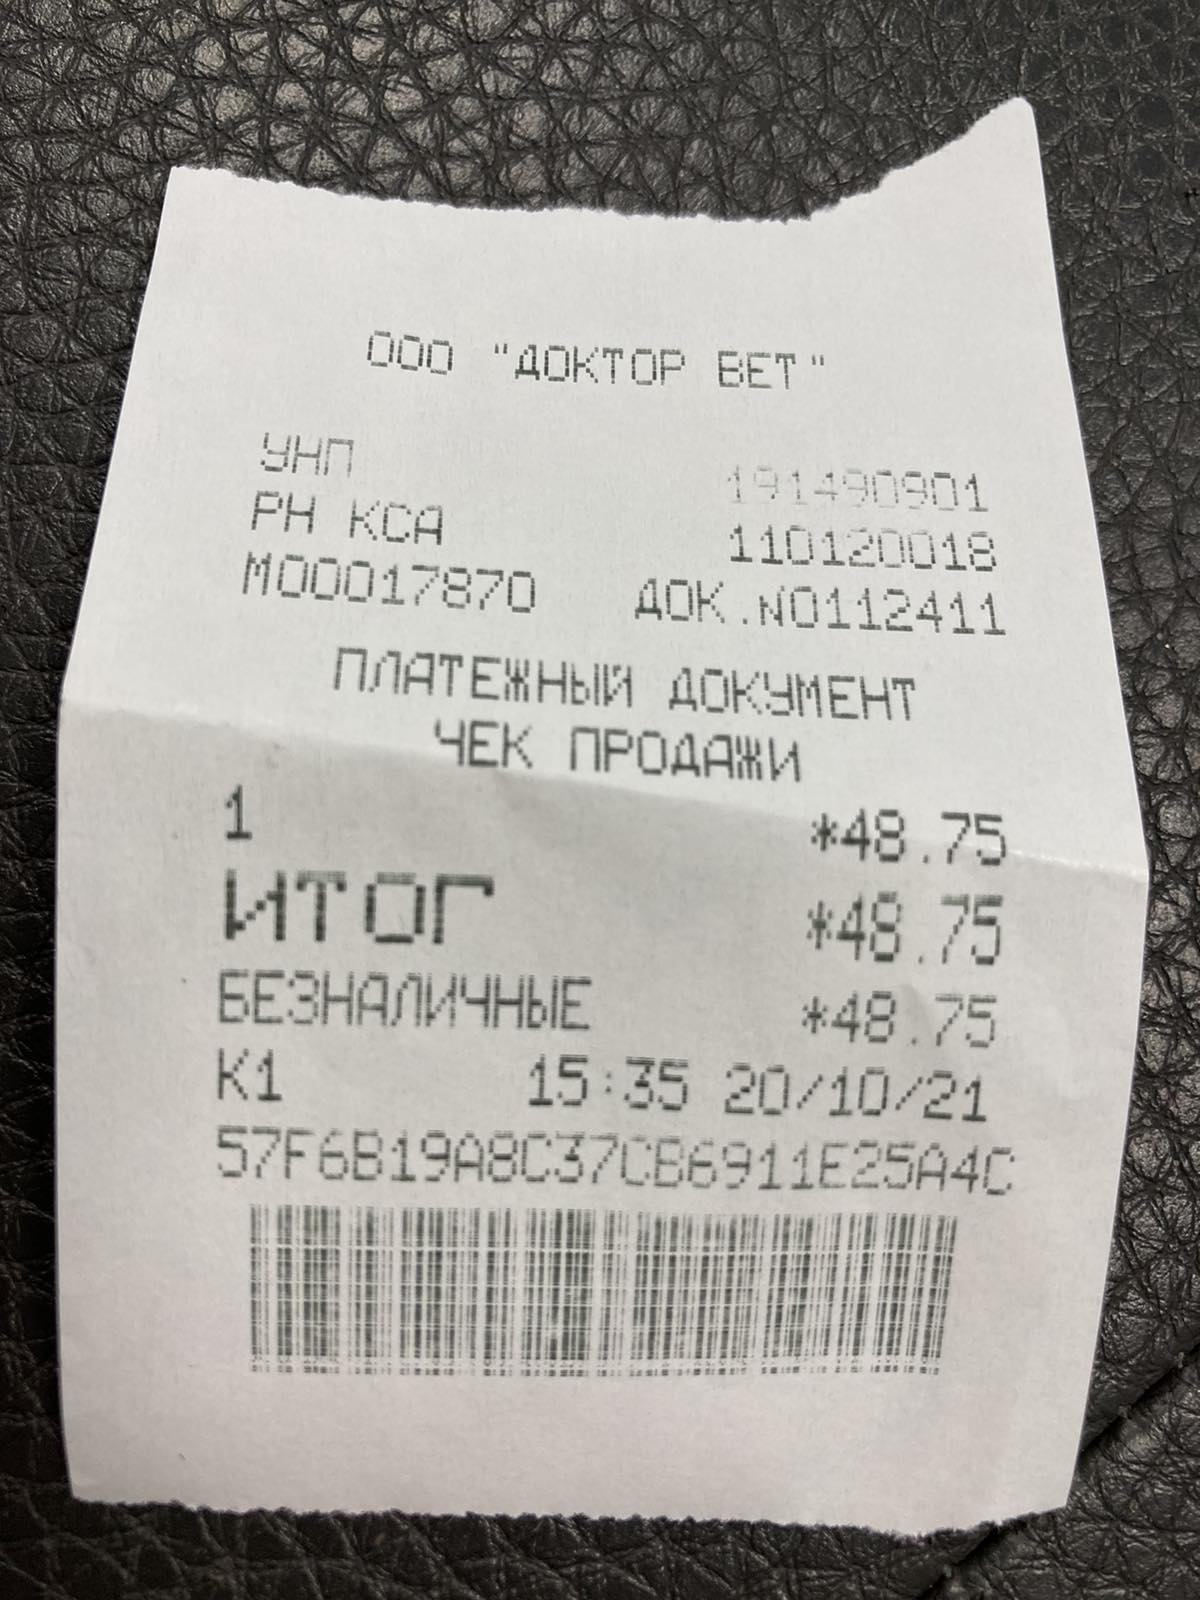 ООО "ДОКТОР ВЕТ"
УНП 191490901
РН КСА 110120018
М00017870 ДОК.N0112411
ПЛАТЕЖНЫЙ ДОКУМЕНТ
ЧЕК ПРОДАЖИ
1 *48.75
ИТОГ *48.75
БЕЗНАЛИЧНЫЕ *48.75
К1 15:35 20/10/21
57F6B19A8C37CB6911E25A4C